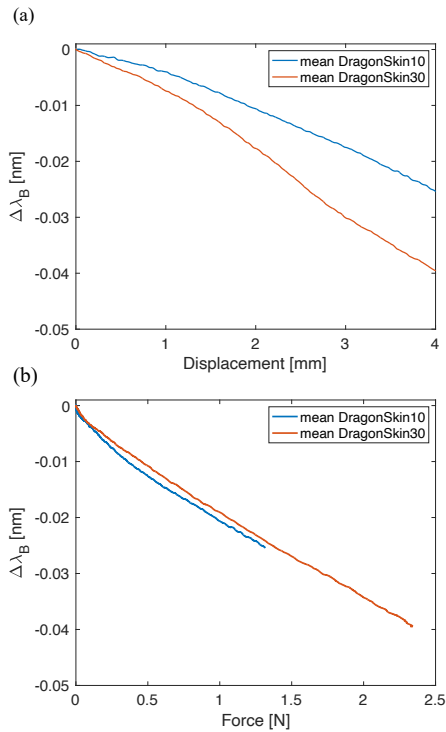 (a)
0
-0.01
-0.02
-0.03
-0.04
-0.05
Δλ_B [nm]
mean DragonSkin10
mean DragonSkin30
0 1 2 3 4
Displacement [mm]
(b)
0
-0.01
-0.02
-0.03
-0.04
-0.05
Δλ_B [nm]
mean DragonSkin10
mean DragonSkin30
0 0.5 1 1.5 2 2.5
Force [N]